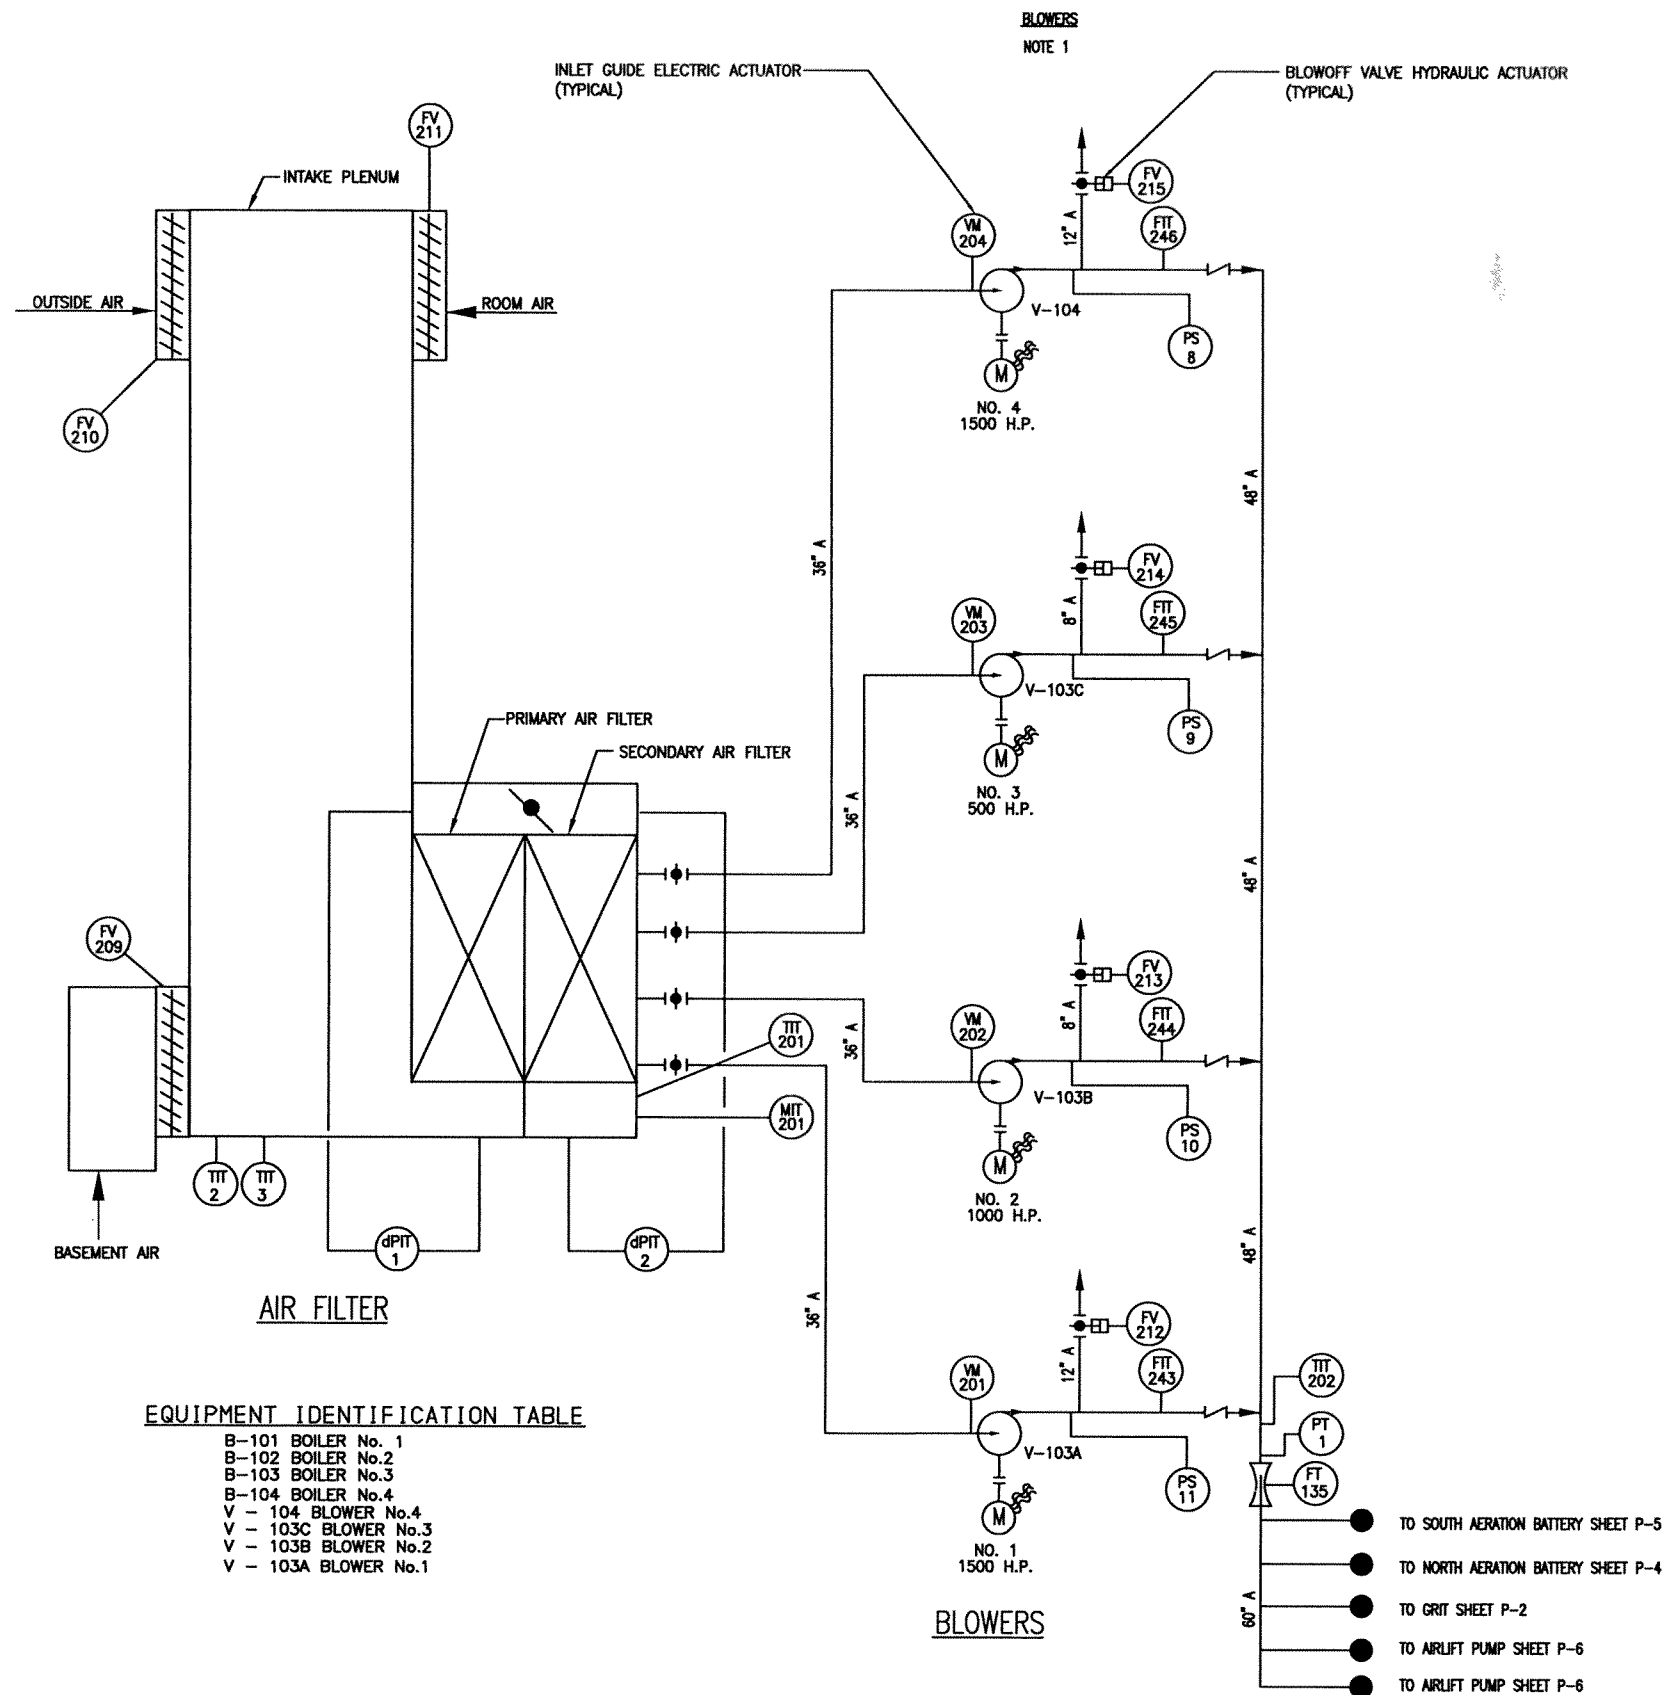 BLOWERS
NOTE 1
INLET GUIDE ELECTRIC ACTUATOR
(TYPICAL)
BLOWOFF VALVE HYDRAULIC ACTUATOR
(TYPICAL)
FV
211
INTAKE PLENUM
OUTSIDE AIR
ROOM AIR
FV
210
VM
204
12" A
FV
215
FIT
246
V-104
PS
8
M
NO. 4
1500 H.P.
48" A
36" A
VM
203
8" A
FV
214
FIT
245
V-103C
PS
9
M
NO. 3
500 H.P.
36" A
48" A
PRIMARY AIR FILTER
SECONDARY AIR FILTER
FV
209
BASEMENT AIR
TIT
2
TIT
3
dPIT
1
dPIT
2
TIT
201
MIT
201
36" A
VM
202
8" A
FV
213
FIT
244
V-103B
PS
10
M
NO. 2
1000 H.P.
48" A
36" A
AIR FILTER
VM
201
12" A
FV
212
FIT
243
V-103A
PS
11
M
NO. 1
1500 H.P.
TIT
202
PT
1
FT
135
60" A
TO SOUTH AERATION BATTERY SHEET P-5
TO NORTH AERATION BATTERY SHEET P-4
TO GRIT SHEET P-2
TO AIRLIFT PUMP SHEET P-6
TO AIRLIFT PUMP SHEET P-6
EQUIPMENT IDENTIFICATION TABLE
B-101 BOILER No. 1
B-102 BOILER No.2
B-103 BOILER No.3
B-104 BOILER No.4
V - 104 BLOWER No.4
V - 103C BLOWER No.3
V - 103B BLOWER No.2
V - 103A BLOWER No.1
BLOWERS